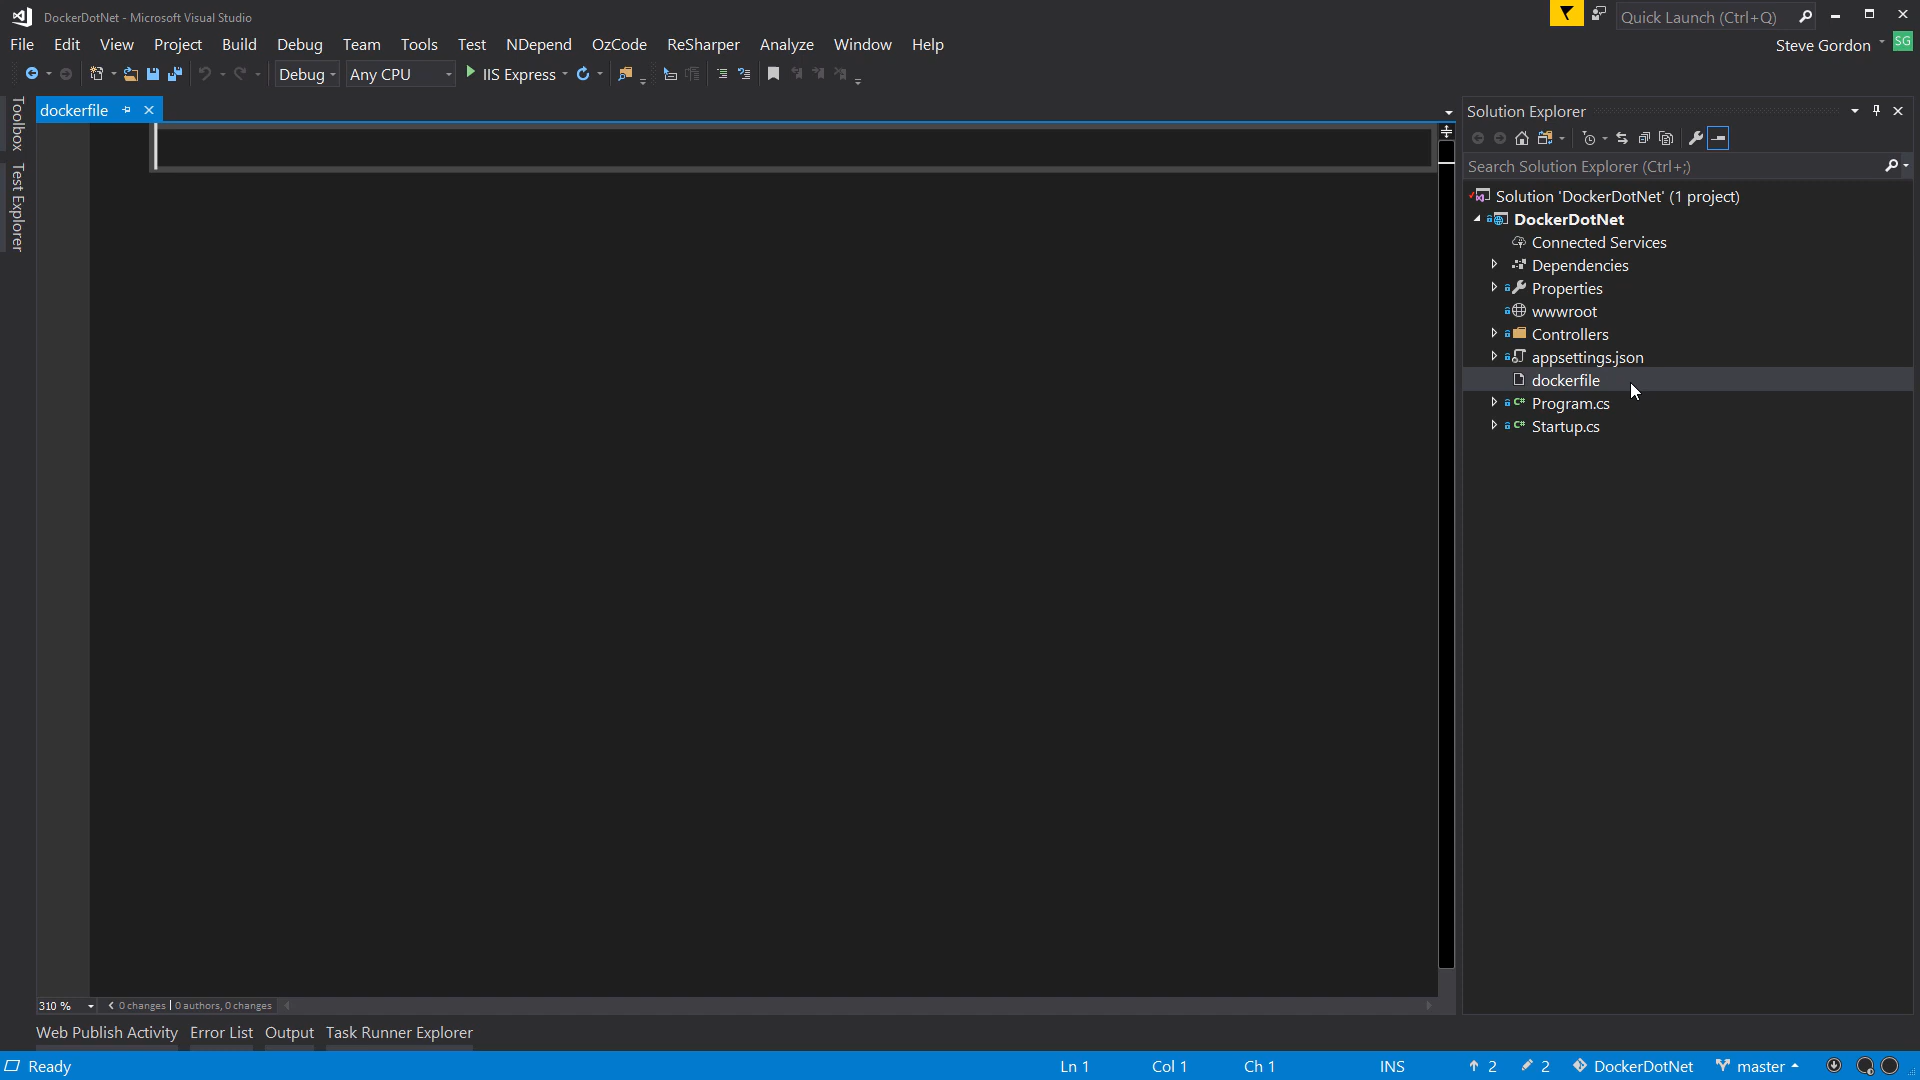 DockerDotNet - Microsoft Visual Studio
Quick Launch (Ctrl+Q)
File Edit View Project Build Debug Team Tools Test NDepend OzCode ReSharper Analyze Window Help
Steve Gordon SG
Debug Any CPU IIS Express
Toolbox
Test Explorer
dockerfile
Solution Explorer
Search Solution Explorer (Ctrl+;)
Solution 'DockerDotNet' (1 project)
DockerDotNet
Connected Services
Dependencies
Properties
wwwroot
Controllers
appsettings.json
dockerfile
C# Program.cs
C# Startup.cs
310 % 0 changes | 0 authors, 0 changes
Web Publish Activity Error List Output Task Runner Explorer
Ready Ln 1 Col 1 Ch 1 INS 2 2 DockerDotNet master